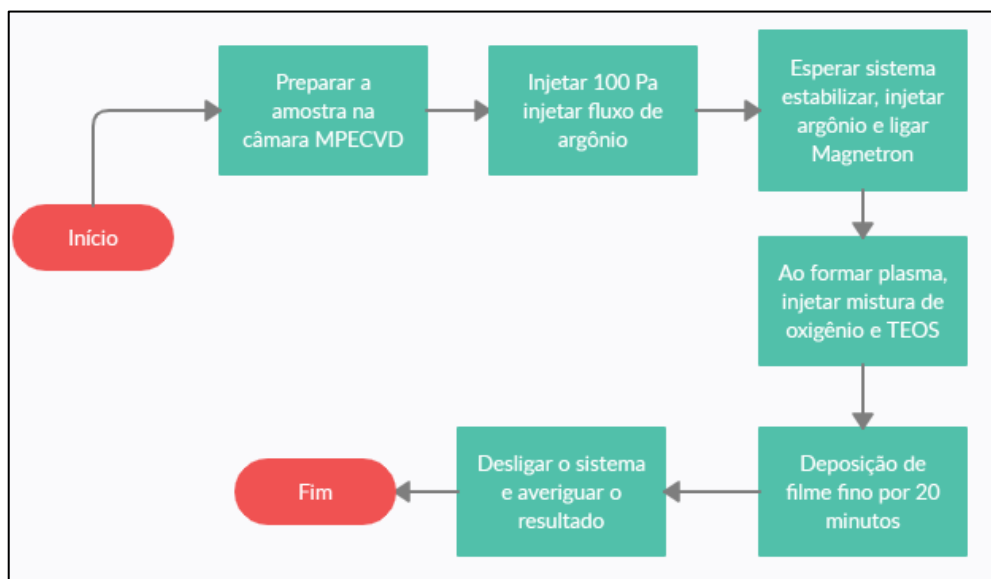 Início
Preparar a
amostra na
câmara MPECVD
Injetar 100 Pa
injetar fluxo de
argônio
Esperar sistema
estabilizar, injetar
argônio e ligar
Magnetron
Ao formar plasma,
injetar mistura de
oxigênio e TEOS
Deposição de
filme fino por 20
minutos
Desligar o sistema
e averiguar o
resultado
Fim